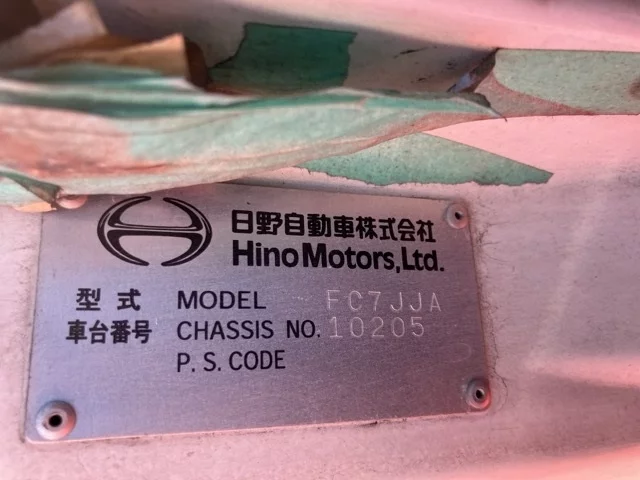 日野自動車株式会社
Hino Motors, Ltd.
型式 MODEL FC7JJA
車台番号 CHASSIS NO. 10205
P. S. CODE